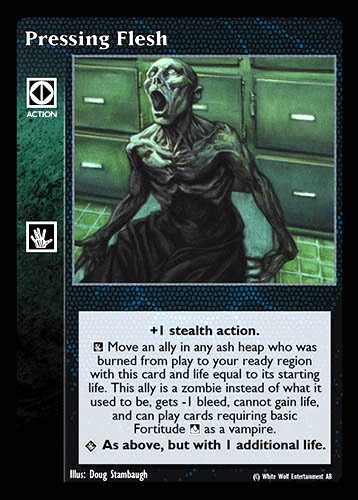 Pressing Flesh
ACTION
+1 stealth action.
Move an ally in any ash heap who was
burned from play to your ready region
with this card and life equal to its starting
life. This ally is a zombie instead of what it
used to be, gets -1 bleed, cannot gain life,
and can play cards requiring basic
Fortitude as a vampire.
As above, but with 1 additional life.
Illus: Doug Stambaugh
(C) White Wolf Entertainment AB